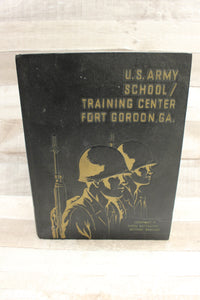 U.S. ARMY
SCHOOL/
TRAINING CENTER
FORT GORDON, GA.